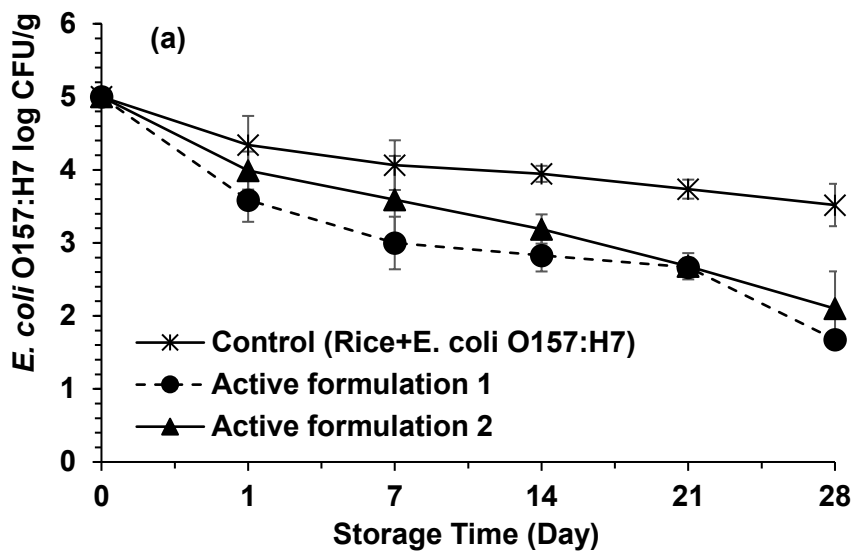 (a)
E. coli O157:H7 log CFU/g
6
5
4
3
2
1
0
Control (Rice+E. coli O157:H7)
Active formulation 1
Active formulation 2
0 1 7 14 21 28
Storage Time (Day)